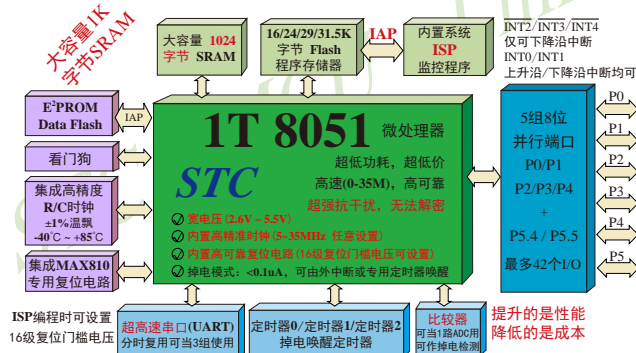 大容量1K
字节SRAM
大容量 1024
字节 SRAM
16/24/29/31.5K
字节 Flash
程序存储器
IAP
内置系统
ISP
监控程序
INT2/INT3/INT4
仅可下降沿中断
INT0/INT1
上升沿/下降沿中断均可
E²PROM
Data Flash
IAP
看门狗
集成高精度
R/C时钟
±1%温飘
-40℃ ~ +85℃
集成MAX810
专用复位电路
1T 8051 微处理器
STC
超低功耗，超低价
高速(0-35M)，高可靠
超强抗干扰，无法解密
宽电压(2.6V ~ 5.5V)
内置高精准时钟(5~35MHz 任意设置)
内置高可靠复位电路(16级复位门槛电压可设置)
掉电模式：<0.1uA，可由外中断或专用定时器唤醒
5组8位
并行端口
P0/P1
P2/P3/P4
+
P5.4 / P5.5
最多42个I/O
P0
P1
P2
P3
P4
P5
ISP编程时可设置
16级复位门槛电压
超高速串口(UART)
分时复用可当3组使用
定时器0/定时器1/定时器2
掉电唤醒定时器
比较器
可当1路ADC用
可作掉电检测
提升的是性能
降低的是成本